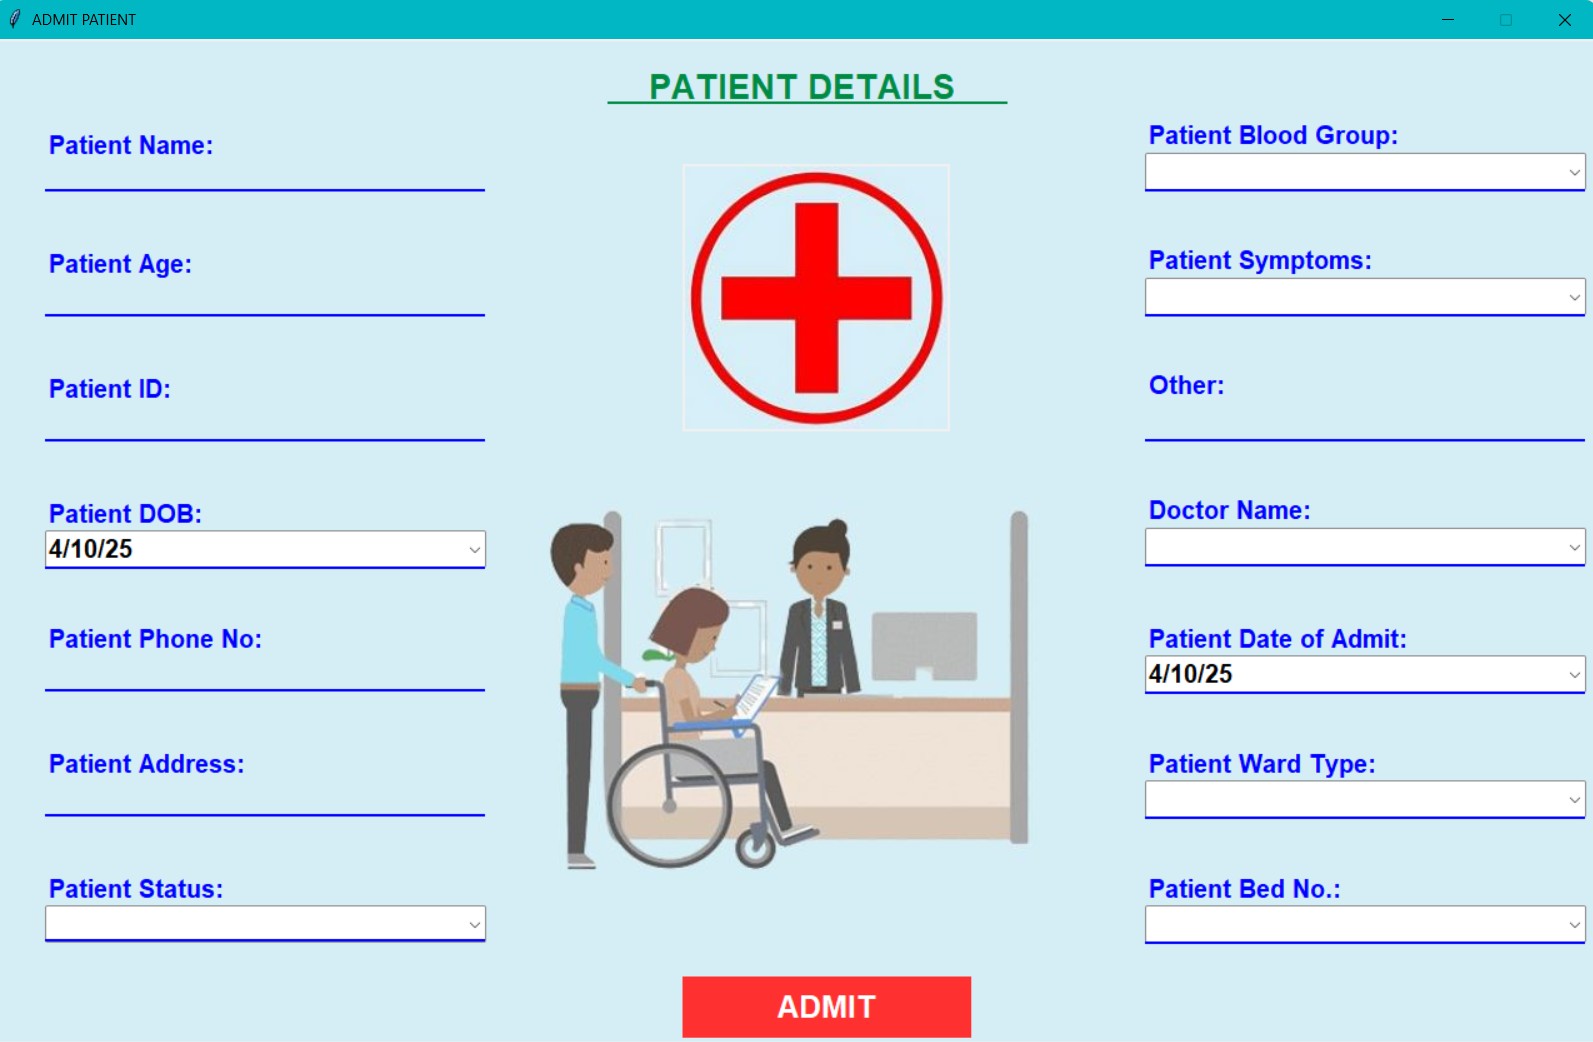 ADMIT PATIENT
PATIENT DETAILS
Patient Name:
Patient Age:
Patient ID:
Patient DOB:
4/10/25
Patient Phone No:
Patient Address:
Patient Status:
Patient Blood Group:
Patient Symptoms:
Other:
Doctor Name:
Patient Date of Admit:
4/10/25
Patient Ward Type:
Patient Bed No.:
ADMIT